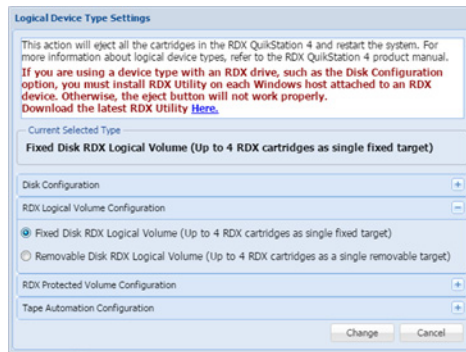 Logical Device Type Settings
This action will eject all the cartridges in the RDX QuikStation 4 and restart the system. For
more information about logical device types, refer to the RDX QuikStation 4 product manual.
If you are using a device type with an RDX drive, such as the Disk Configuration
option, you must install RDX Utility on each Windows host attached to an RDX
device. Otherwise, the eject button will not work properly.
Download the latest RDX Utility Here.
Current Selected Type
Fixed Disk RDX Logical Volume (Up to 4 RDX cartridges as single fixed target)
Disk Configuration
RDX Logical Volume Configuration
Fixed Disk RDX Logical Volume (Up to 4 RDX cartridges as single fixed target)
Removable Disk RDX Logical Volume (Up to 4 RDX cartridges as a single removable target)
RDX Protected Volume Configuration
Tape Automation Configuration
Change Cancel